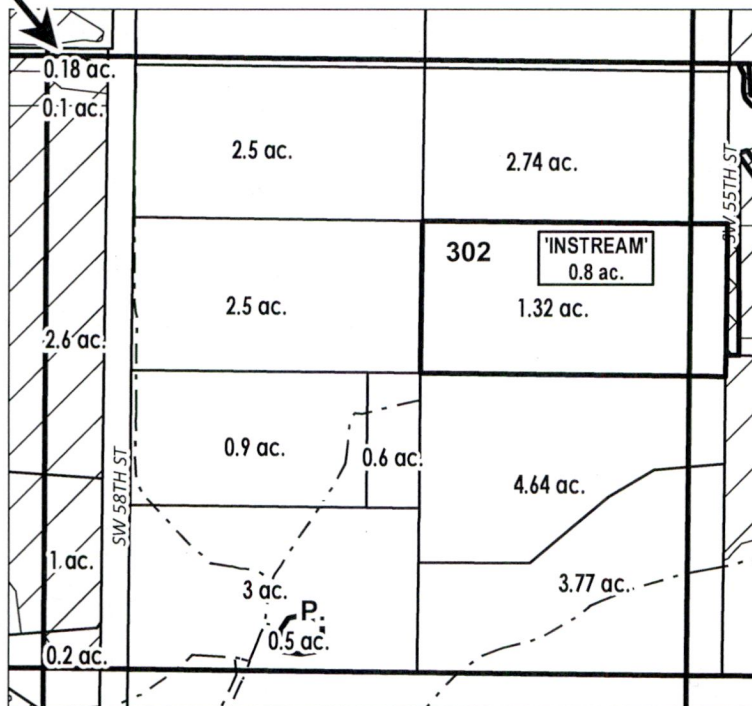 0.18 ac.
0.1 ac.
2.5 ac.
2.74 ac.
SW 55TH ST
302
'INSTREAM'
0.8 ac.
2.5 ac.
1.32 ac.
2.6 ac.
0.9 ac.
0.6 ac.
4.64 ac.
SW 58TH ST
1 ac.
3 ac.
3.77 ac.
P
0.5 ac.
0.2 ac.